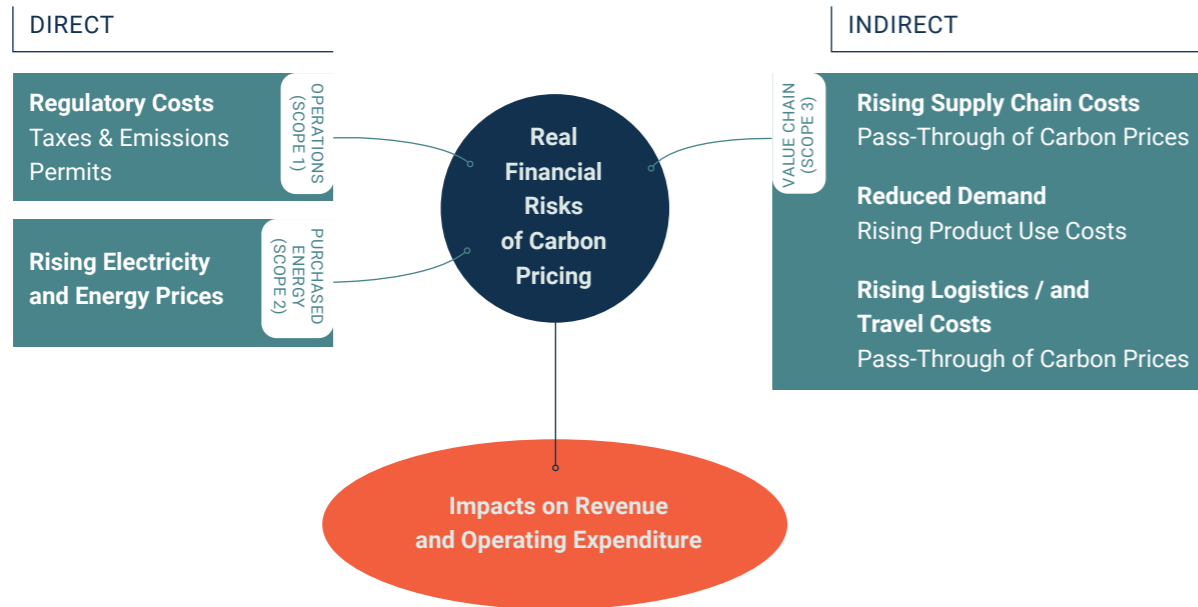 DIRECT
Regulatory Costs
Taxes & Emissions
Permits
OPERATIONS
(SCOPE 1)
Rising Electricity
and Energy Prices
PURCHASED
ENERGY
(SCOPE 2)
Real
Financial
Risks
of Carbon
Pricing
INDIRECT
VALUE CHAIN
(SCOPE 3)
Rising Supply Chain Costs
Pass-Through of Carbon Prices
Reduced Demand
Rising Product Use Costs
Rising Logistics / and
Travel Costs
Pass-Through of Carbon Prices
Impacts on Revenue
and Operating Expenditure